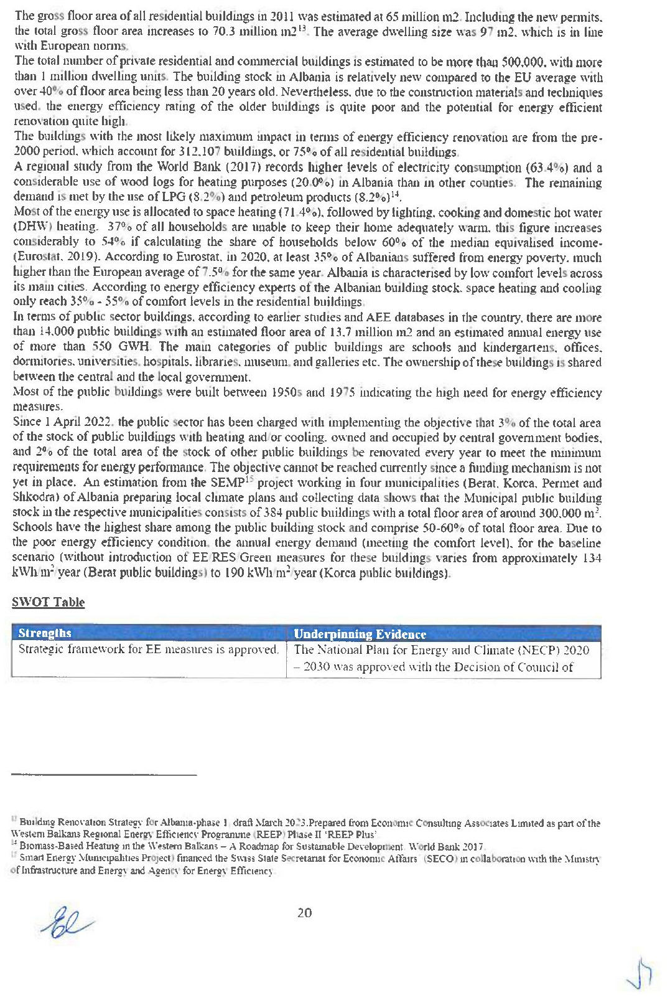 The gross floor area of all residential buildings in 2011 was estimated at 65 million m2. Including the new permits,
the total gross floor area increases to 70.3 million m2¹³. The average dwelling size was 97 m2, which is in line
with European norms.
The total number of private residential and commercial buildings is estimated to be more than 500,000, with more
than 1 million dwelling units. The building stock in Albania is relatively new compared to the EU average with
over 40% of floor area being less than 20 years old. Nevertheless, due to the construction materials and techniques
used, the energy efficiency rating of the older buildings is quite poor and the potential for energy efficient
renovation quite high.
The buildings with the most likely maximum impact in terms of energy efficiency renovation are from the pre-
2000 period, which account for 312,107 buildings, or 75% of all residential buildings.
A regional study from the World Bank (2017) records higher levels of electricity consumption (63.4%) and a
considerable use of wood logs for heating purposes (20.0%) in Albania than in other counties. The remaining
demand is met by the use of LPG (8.2%) and petroleum products (8.2%)¹⁴.
Most of the energy use is allocated to space heating (71.4%), followed by lighting, cooking and domestic hot water
(DHW) heating. 37% of all households are unable to keep their home adequately warm, this figure increases
considerably to 54% if calculating the share of households below 60% of the median equivalised income-
(Eurostat, 2019). According to Eurostat, in 2020, at least 35% of Albanians suffered from energy poverty, much
higher than the European average of 7.5% for the same year. Albania is characterised by low comfort levels across
its main cities. According to energy efficiency experts of the Albanian building stock, space heating and cooling
only reach 35% - 55% of comfort levels in the residential buildings.
In terms of public sector buildings, according to earlier studies and AEE databases in the country, there are more
than 14,000 public buildings with an estimated floor area of 13,7 million m2 and an estimated annual energy use
of more than 550 GWH. The main categories of public buildings are schools and kindergartens, offices,
dormitories, universities, hospitals, libraries, museum, and galleries etc. The ownership of these buildings is shared
between the central and the local government.
Most of the public buildings were built between 1950s and 1975 indicating the high need for energy efficiency
measures.
Since 1 April 2022, the public sector has been charged with implementing the objective that 3% of the total area
of the stock of public buildings with heating and/or cooling, owned and occupied by central government bodies,
and 2% of the total area of the stock of other public buildings be renovated every year to meet the minimum
requirements for energy performance. The objective cannot be reached currently since a funding mechanism is not
yet in place. An estimation from the SEMP¹⁵ project working in four municipalities (Berat, Korca, Permet and
Shkodra) of Albania preparing local climate plans and collecting data shows that the Municipal public building
stock in the respective municipalities consists of 384 public buildings with a total floor area of around 300,000 m².
Schools have the highest share among the public building stock and comprise 50-60% of total floor area. Due to
the poor energy efficiency condition, the annual energy demand (meeting the comfort level), for the baseline
scenario (without introduction of EE/RES/Green measures for these buildings varies from approximately 134
kWh/m²/year (Berat public buildings) to 190 kWh/m²/year (Korca public buildings).
SWOT Table
Strengths Underpinning Evidence
Strategic framework for EE measures is approved. The National Plan for Energy and Climate (NECP) 2020
– 2030 was approved with the Decision of Council of
¹³ Building Renovation Strategy for Albania-phase 1, draft March 2023.Prepared from Economic Consulting Associates Limited as part of the
Western Balkans Regional Energy Efficiency Programme (REEP) Phase II 'REEP Plus'
¹⁴ Biomass-Based Heating in the Western Balkans – A Roadmap for Sustainable Development. World Bank 2017.
¹⁵ Smart Energy Municipalities Project) financed the Swiss State Secretariat for Economic Affairs (SECO) in collaboration with the Ministry
of Infrastructure and Energy and Agency for Energy Efficiency
20